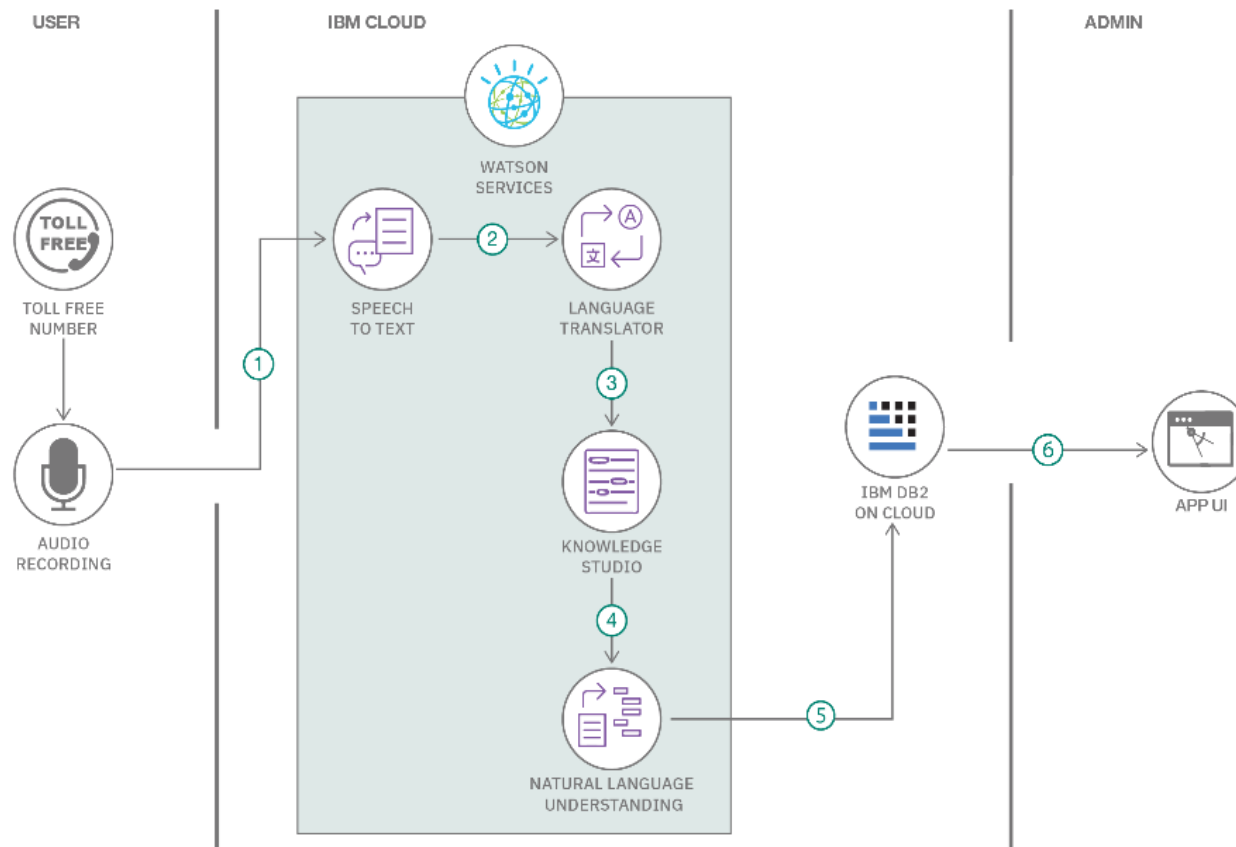 USER
IBM CLOUD
ADMIN
WATSON
SERVICES
TOLL
FREE
TOLL FREE
NUMBER
1
SPEECH
TO TEXT
2
A
文
LANGUAGE
TRANSLATOR
3
AUDIO
RECORDING
KNOWLEDGE
STUDIO
4
NATURAL LANGUAGE
UNDERSTANDING
5
IBM DB2
ON CLOUD
6
APP UI